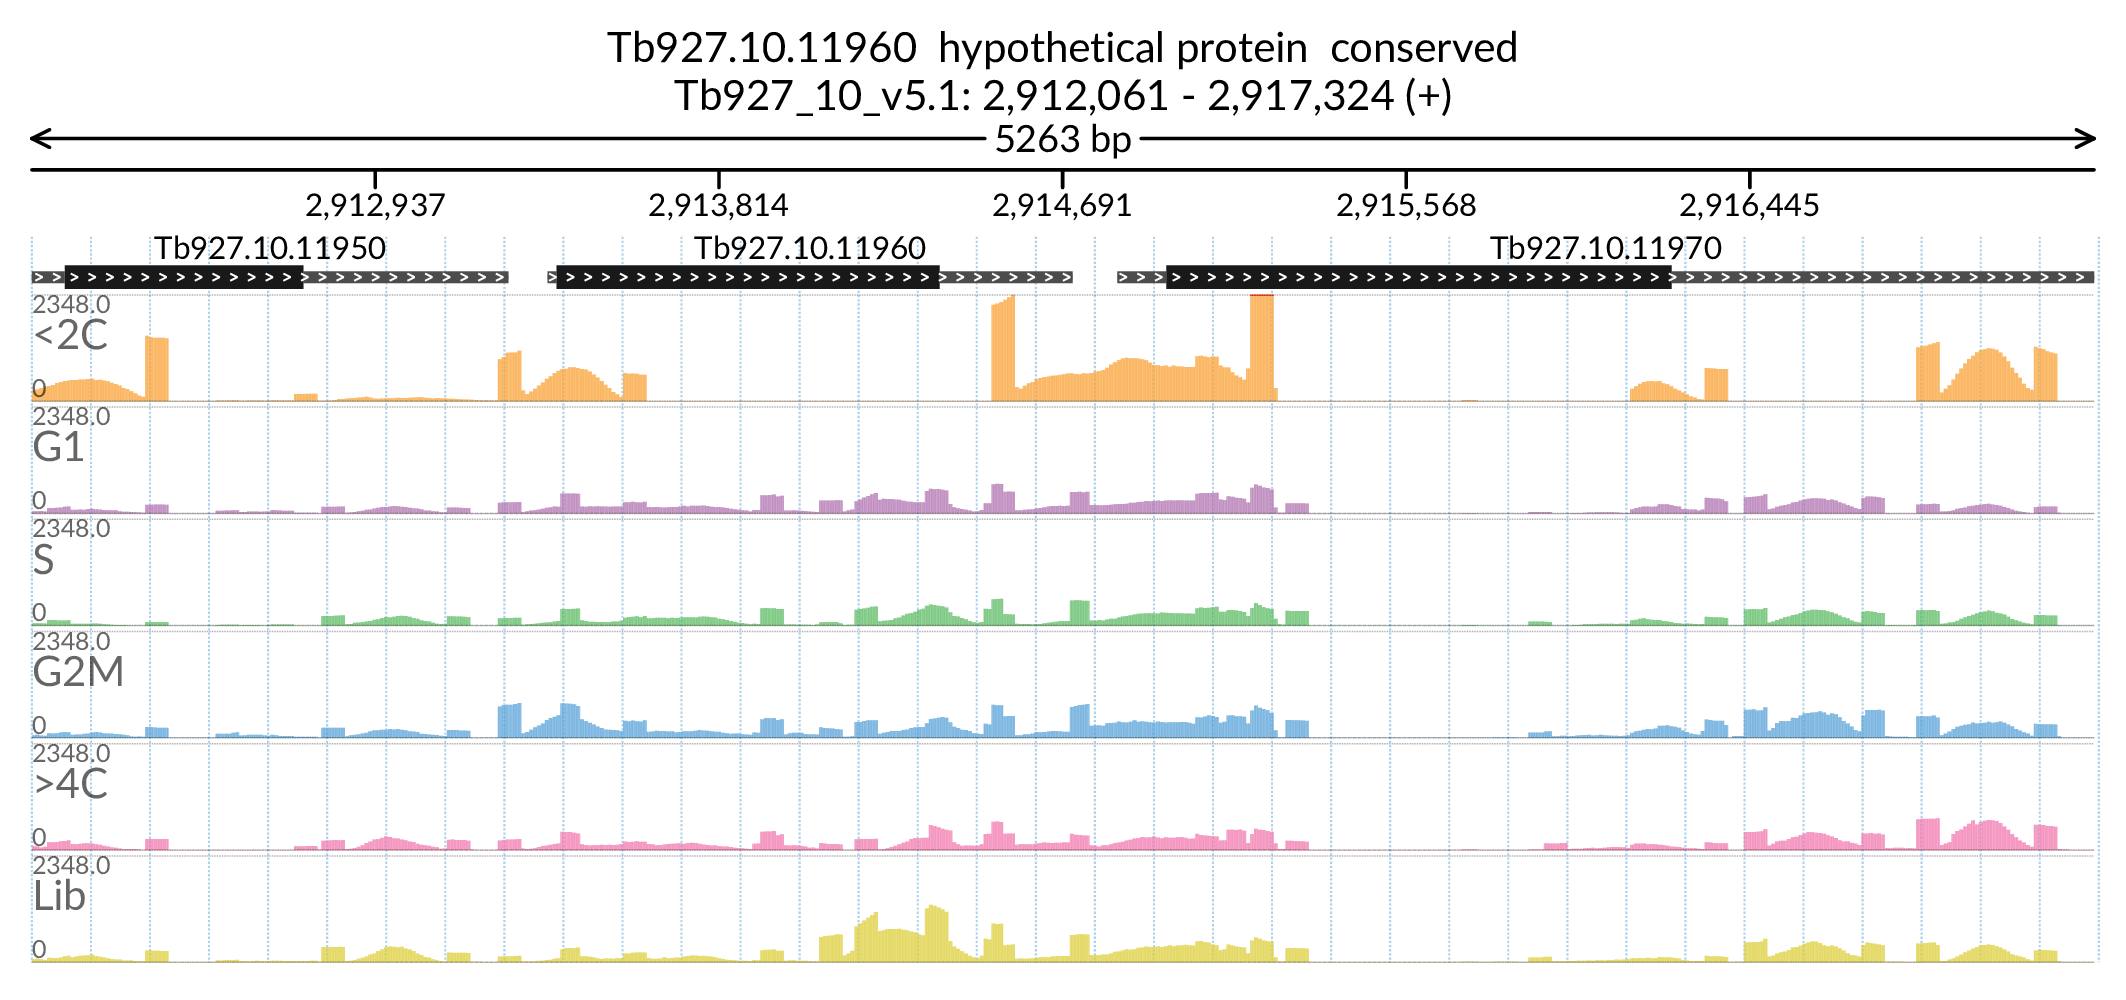 Tb927.10.11960  hypothetical protein  conserved
Tb927_10_v5.1: 2,912,061 - 2,917,324 (+)
5263 bp
2,912,937 2,913,814 2,914,691 2,915,568 2,916,445
Tb927.10.11950 Tb927.10.11960 Tb927.10.11970
2348.0
<2C
0
2348.0
G1
0
2348.0
S
0
2348.0
G2M
0
2348.0
>4C
0
2348.0
Lib
0